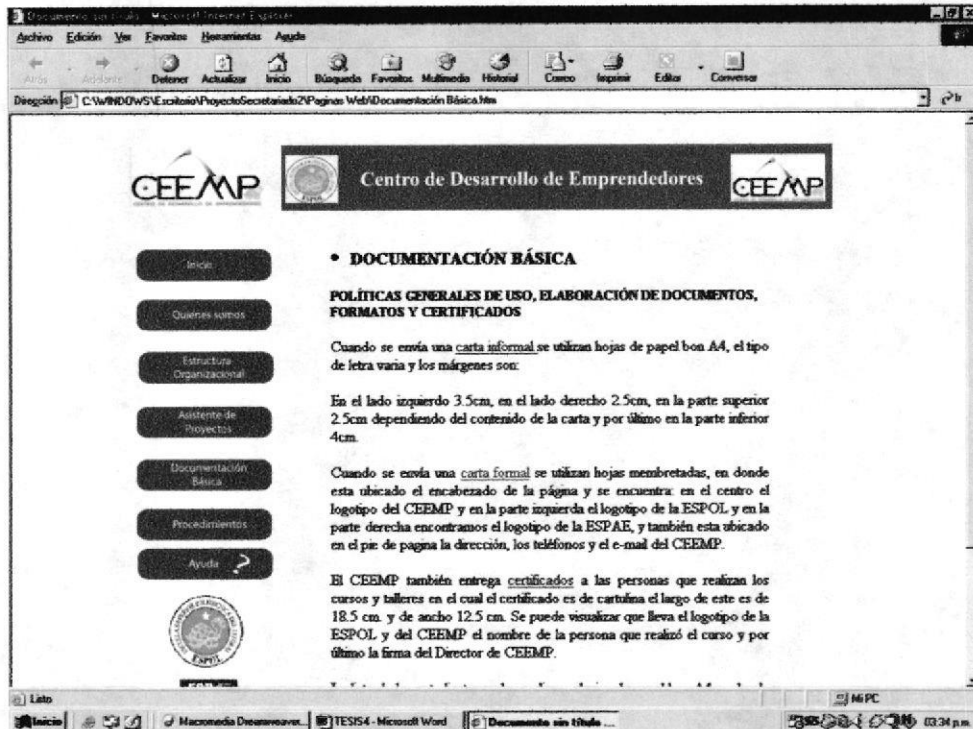 Documento sin título - Microsoft Internet Explorer
Archivo Edición Ver Favoritos Herramientas Ayuda
Atrás Adelante Detener Actualizar Inicio Búsqueda Favoritos Multimedia Historial Correo Imprimir Editar Conversar
Dirección C:\WINDOWS\Escritorio\ProyectoSecretariado2\Paginas Web\Documentación Básica.htm Ir
CEEMP
CENTRO DE DESARROLLO DE EMPRENDEDORES
ESPOL
Centro de Desarrollo de Emprendedores
CEEMP
Inicio
Quiénes somos
Estructura
Organizacional
Asistente de
Proyectos
Documentación
Básica
Procedimientos
Ayuda ?
ESPOL
• DOCUMENTACIÓN BÁSICA
POLÍTICAS GENERALES DE USO, ELABORACIÓN DE DOCUMENTOS,
FORMATOS Y CERTIFICADOS
Cuando se envía una carta informal se utilizan hojas de papel bon A4, el tipo
de letra varia y los márgenes son:
En el lado izquierdo 3.5cm, en el lado derecho 2.5cm, en la parte superior
2.5cm dependiendo del contenido de la carta y por último en la parte inferior
4cm.
Cuando se envía una carta formal se utilizan hojas membretadas, en donde
esta ubicado el encabezado de la página y se encuentra: en el centro el
logotipo del CEEMP y en la parte izquierda el logotipo de la ESPOL y en la
parte derecha encontramos el logotipo de la ESPAE, y también esta ubicado
en el pie de pagina la dirección, los teléfonos y el e-mail del CEEMP.
El CEEMP también entrega certificados a las personas que realizan los
cursos y talleres en el cual el certificado es de cartulina el largo de este es de
18.5 cm. y de ancho 12.5 cm. Se puede visualizar que lleva el logotipo de la
ESPOL y del CEEMP el nombre de la persona que realizó el curso y por
último la firma del Director de CEEMP.
Listo Mi PC
Inicio Macromedia Dreamweaver... TESIS4 - Microsoft Word Documento sin título ... 03:34 p.m.